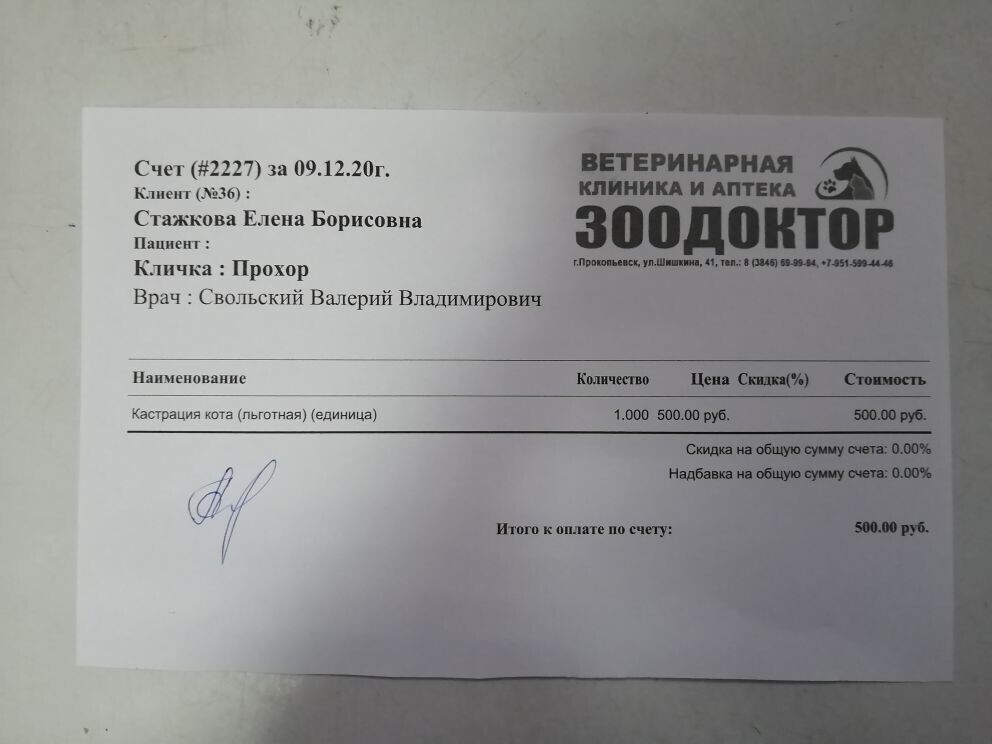 Счет (#2227) за 09.12.20г.
Клиент (№36) :
Стажкова Елена Борисовна
Пациент :
Кличка : Прохор
Врач : Свольский Валерий Владимирович
ВЕТЕРИНАРНАЯ
КЛИНИКА И АПТЕКА
ЗООДОКТОР
г.Прокопьевск, ул.Шишкина, 41, тел.: 8 (3846) 69-99-94, +7-951-599-44-46
Наименование Количество Цена Скидка(%) Стоимость
Кастрация кота (льготная) (единица) 1.000 500.00 руб. 500.00 руб.
Скидка на общую сумму счета: 0.00%
Надбавка на общую сумму счета: 0.00%
Итого к оплате по счету: 500.00 руб.